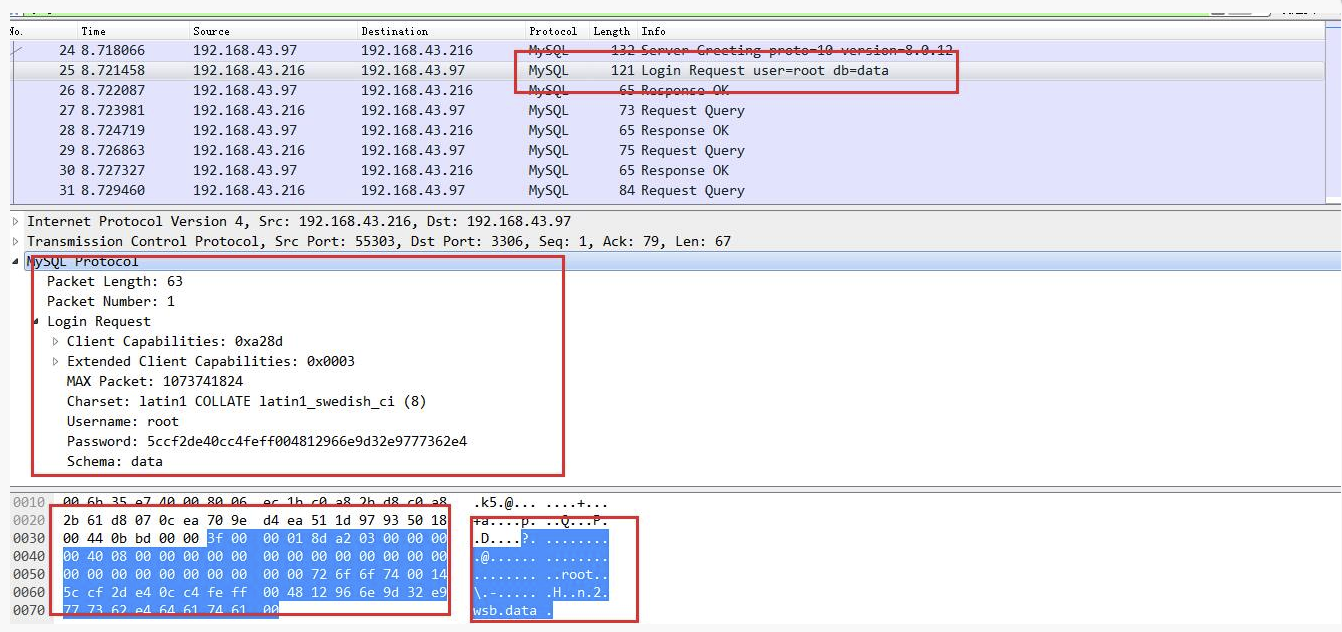 No. Time Source Destination Protocol Length Info
24 8.718066 192.168.43.97 192.168.43.216 MySQL 132 Server Greeting proto=10 version=8.0.12
25 8.721458 192.168.43.216 192.168.43.97 MySQL 121 Login Request user=root db=data
26 8.722087 192.168.43.97 192.168.43.216 MySQL 65 Response OK
27 8.723981 192.168.43.216 192.168.43.97 MySQL 73 Request Query
28 8.724719 192.168.43.97 192.168.43.216 MySQL 65 Response OK
29 8.726863 192.168.43.216 192.168.43.97 MySQL 75 Request Query
30 8.727327 192.168.43.97 192.168.43.216 MySQL 65 Response OK
31 8.729460 192.168.43.216 192.168.43.97 MySQL 84 Request Query
Internet Protocol Version 4, Src: 192.168.43.216, Dst: 192.168.43.97
Transmission Control Protocol, Src Port: 55303, Dst Port: 3306, Seq: 1, Ack: 79, Len: 67
MySQL Protocol
Packet Length: 63
Packet Number: 1
Login Request
Client Capabilities: 0xa28d
Extended Client Capabilities: 0x0003
MAX Packet: 1073741824
Charset: latin1 COLLATE latin1_swedish_ci (8)
Username: root
Password: 5ccf2de40cc4feff004812966e9d32e9777362e4
Schema: data
0010 00 6b 35 e7 40 00 80 06 ec 1b c0 a8 2b d8 c0 a8 .k5.@... ....+...
0020 2b 61 d8 07 0c ea 70 9e d4 ea 51 1d 97 93 50 18 +a....p. ..Q...P.
0030 00 44 0b bd 00 00 3f 00 00 01 8d a2 03 00 00 00 .D....?. ........
0040 00 40 08 00 00 00 00 00 00 00 00 00 00 00 00 00 .@...... ........
0050 00 00 00 00 00 00 00 00 00 00 72 6f 6f 74 00 14 ........ ..root..
0060 5c cf 2d e4 0c c4 fe ff 00 48 12 96 6e 9d 32 e9 \.-..... .H..n.2.
0070 77 73 62 e4 64 61 74 61 00 wsb.data .